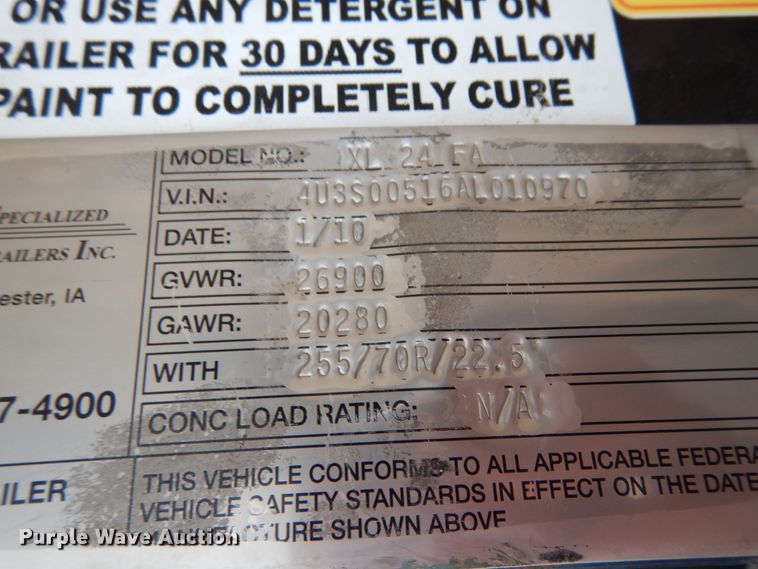 OR USE ANY DETERGENT ON
RAILER FOR 30 DAYS TO ALLOW
PAINT TO COMPLETELY CURE
MODEL NO.: XL 24 FA
V.I.N.: 4U3S00516AL010970
SPECIALIZED
DATE: 1/10
AILERS INC.
GVWR: 26900
ester, IA
GAWR: 20280
WITH 255/70R/22.5
7-4900
CONC LOAD RATING: N/A
ILER
THIS VEHICLE CONFORMS TO ALL APPLICABLE FEDERA
VEHICLE SAFETY STANDARDS IN EFFECT ON THE DATE
FACTURE SHOWN ABOVE
Purple Wave Auction